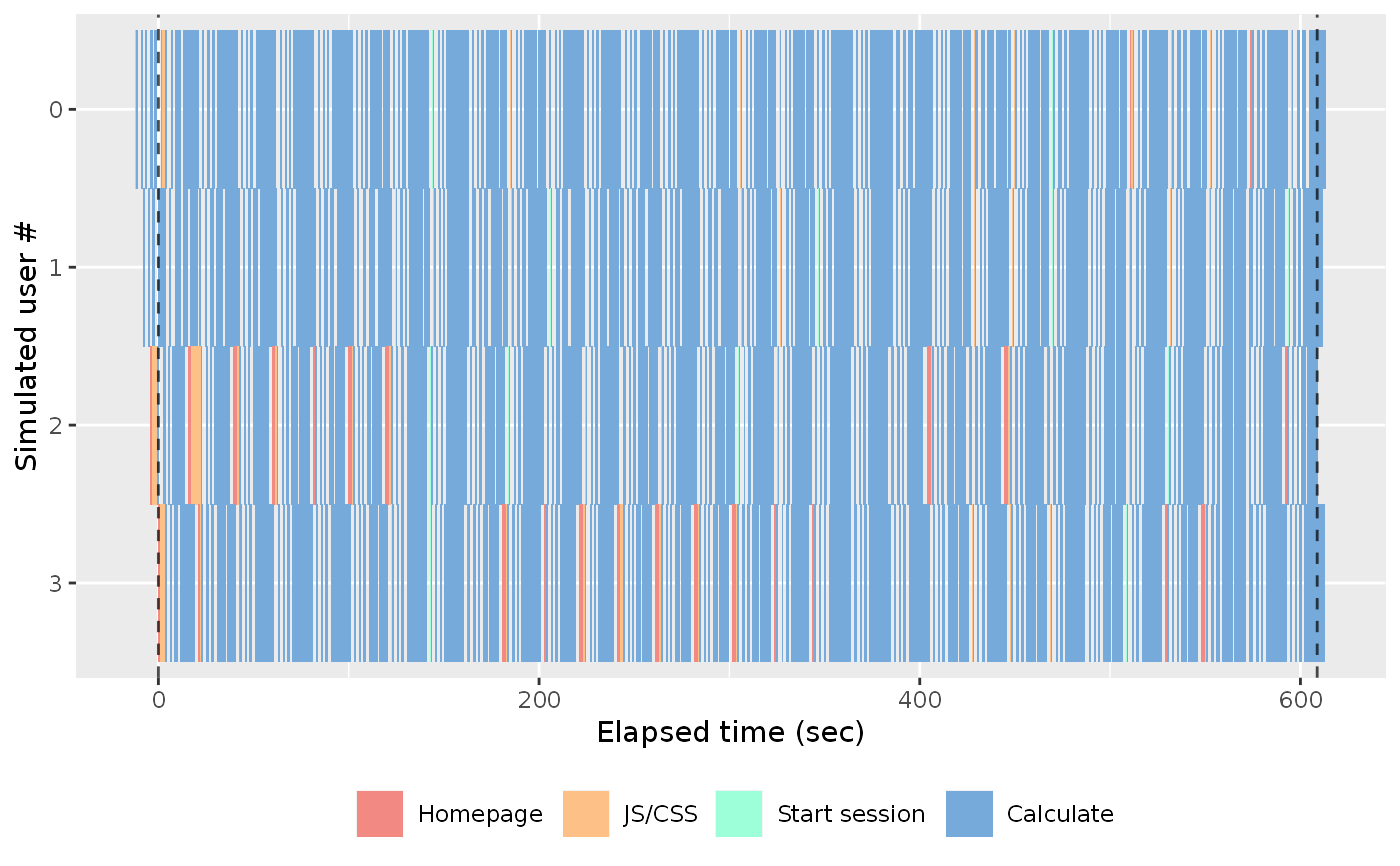 Simulated user #
0
1
2
3
0 200 400 600
Elapsed time (sec)
Homepage JS/CSS Start session Calculate